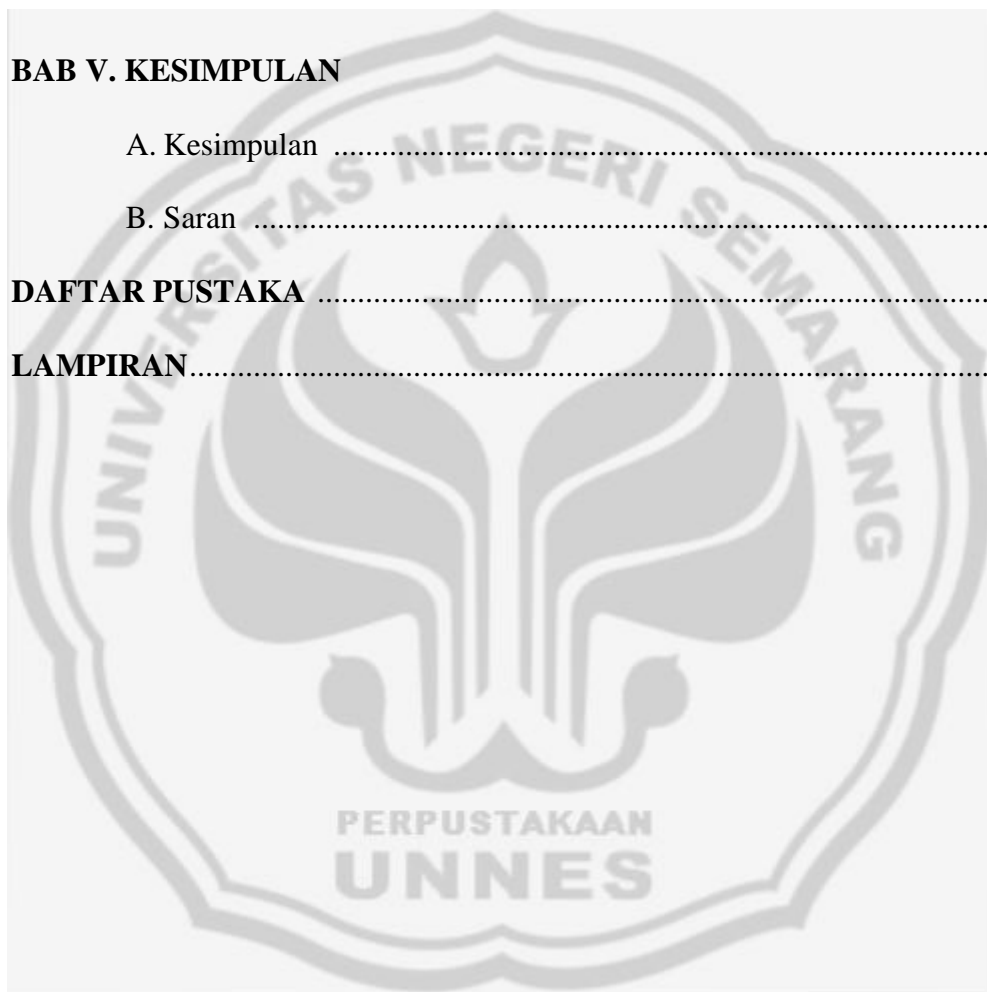 BAB V. KESIMPULAN
A. Kesimpulan ....................................................................................
B. Saran ..............................................................................................
DAFTAR PUSTAKA .....................................................................................
LAMPIRAN.....................................................................................................
UNIVERSITAS NEGERI SEMARANG
PERPUSTAKAAN
UNNES